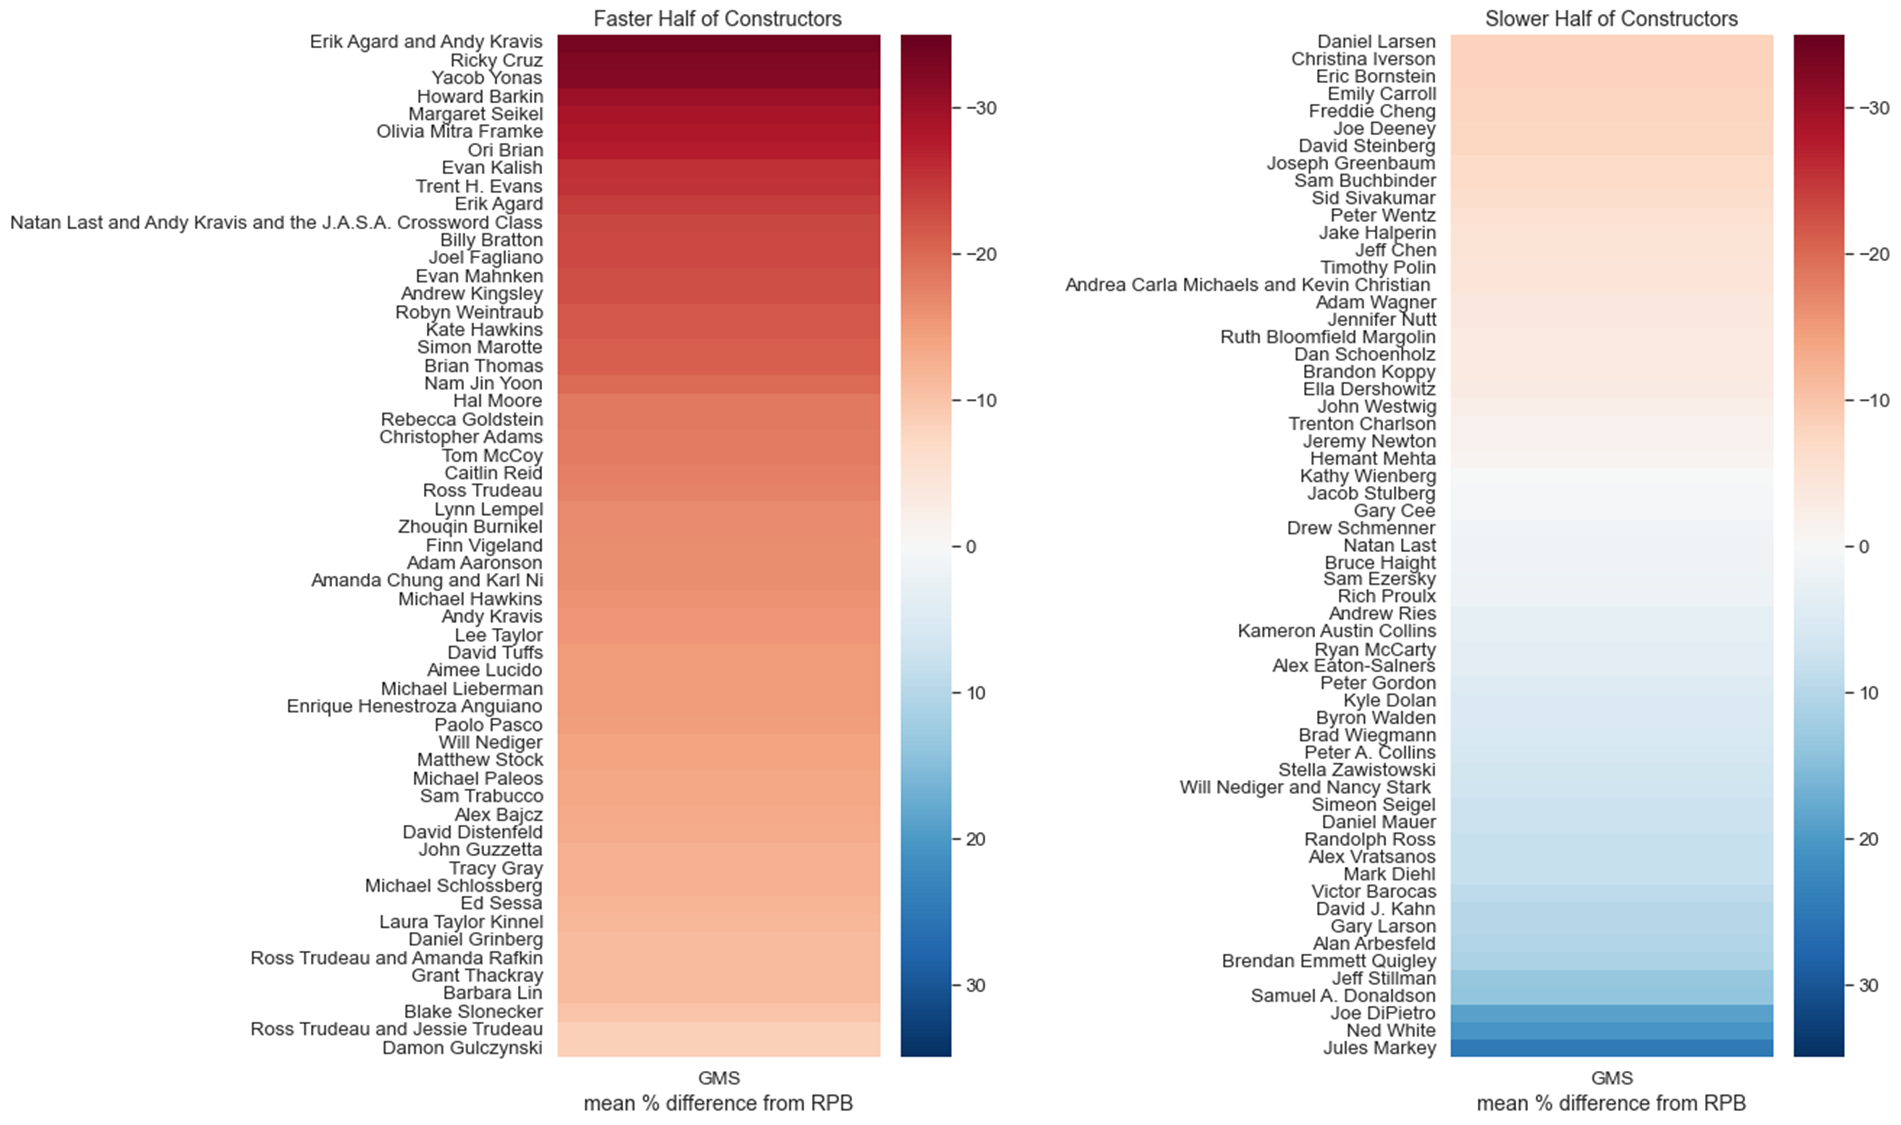 Faster Half of Constructors
Erik Agard and Andy Kravis
Ricky Cruz
Yacob Yonas
Howard Barkin
Margaret Seikel
Olivia Mitra Framke
Ori Brian
Evan Kalish
Trent H. Evans
Erik Agard
Natan Last and Andy Kravis and the J.A.S.A. Crossword Class
Billy Bratton
Joel Fagliano
Evan Mahnken
Andrew Kingsley
Robyn Weintraub
Kate Hawkins
Simon Marotte
Brian Thomas
Nam Jin Yoon
Hal Moore
Rebecca Goldstein
Christopher Adams
Tom McCoy
Caitlin Reid
Ross Trudeau
Lynn Lempel
Zhouqin Burnikel
Finn Vigeland
Adam Aaronson
Amanda Chung and Karl Ni
Michael Hawkins
Andy Kravis
Lee Taylor
David Tuffs
Aimee Lucido
Michael Lieberman
Enrique Henestroza Anguiano
Paolo Pasco
Will Nediger
Matthew Stock
Michael Paleos
Sam Trabucco
Alex Bajcz
David Distenfeld
John Guzzetta
Tracy Gray
Michael Schlossberg
Ed Sessa
Laura Taylor Kinnel
Daniel Grinberg
Ross Trudeau and Amanda Rafkin
Grant Thackray
Barbara Lin
Blake Slonecker
Ross Trudeau and Jessie Trudeau
Damon Gulczynski
GMS
mean % difference from RPB
−30
−20
−10
0
10
20
30
Slower Half of Constructors
Daniel Larsen
Christina Iverson
Eric Bornstein
Emily Carroll
Freddie Cheng
Joe Deeney
David Steinberg
Joseph Greenbaum
Sam Buchbinder
Sid Sivakumar
Peter Wentz
Jake Halperin
Jeff Chen
Timothy Polin
Andrea Carla Michaels and Kevin Christian
Adam Wagner
Jennifer Nutt
Ruth Bloomfield Margolin
Dan Schoenholz
Brandon Koppy
Ella Dershowitz
John Westwig
Trenton Charlson
Jeremy Newton
Hemant Mehta
Kathy Wienberg
Jacob Stulberg
Gary Cee
Drew Schmenner
Natan Last
Bruce Haight
Sam Ezersky
Rich Proulx
Andrew Ries
Kameron Austin Collins
Ryan McCarty
Alex Eaton-Salners
Peter Gordon
Kyle Dolan
Byron Walden
Brad Wiegmann
Peter A. Collins
Stella Zawistowski
Will Nediger and Nancy Stark
Simeon Seigel
Daniel Mauer
Randolph Ross
Alex Vratsanos
Mark Diehl
Victor Barocas
David J. Kahn
Gary Larson
Alan Arbesfeld
Brendan Emmett Quigley
Jeff Stillman
Samuel A. Donaldson
Joe DiPietro
Ned White
Jules Markey
GMS
mean % difference from RPB
−30
−20
−10
0
10
20
30